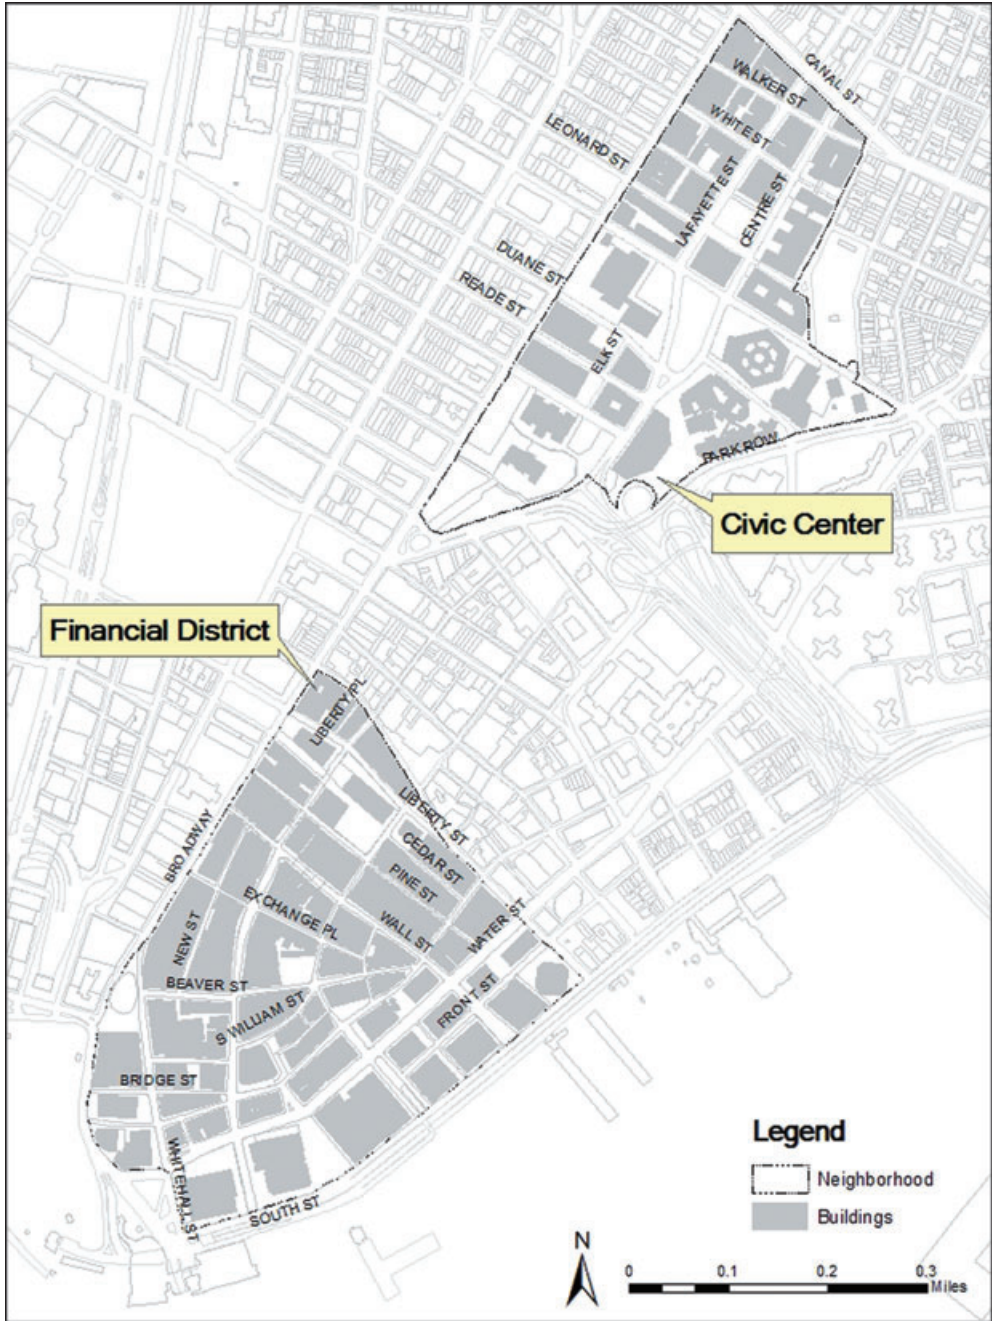 CANAL ST
WALKER ST
WHITE ST
LEONARD ST
LAFAYETTE ST
CENTRE ST
DUANE ST
READE ST
ELK ST
PARK ROW
Civic Center
Financial District
LIBERTY PL
LIBERTY ST
BROADWAY
CEDAR ST
PINE ST
EXCHANGE PL
WALL ST
WATER ST
NEW ST
BEAVER ST
FRONT ST
S WILLIAM ST
BRIDGE ST
WHITEHALL ST
SOUTH ST
Legend
Neighborhood
Buildings
N
0 0.1 0.2 0.3
Miles